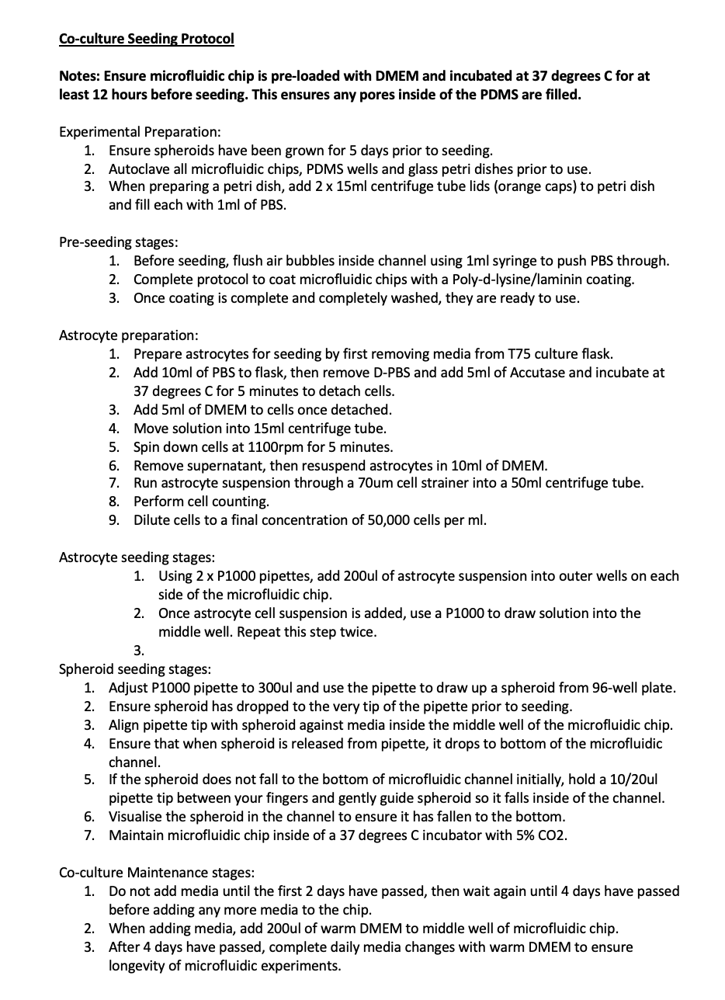 Co-culture Seeding Protocol
Notes: Ensure microfluidic chip is pre-loaded with DMEM and incubated at 37 degrees C for at
least 12 hours before seeding. This ensures any pores inside of the PDMS are filled.
Experimental Preparation:
1. Ensure spheroids have been grown for 5 days prior to seeding.
2. Autoclave all microfluidic chips, PDMS wells and glass petri dishes prior to use.
3. When preparing a petri dish, add 2 x 15ml centrifuge tube lids (orange caps) to petri dish
and fill each with 1ml of PBS.
Pre-seeding stages:
1. Before seeding, flush air bubbles inside channel using 1ml syringe to push PBS through.
2. Complete protocol to coat microfluidic chips with a Poly-d-lysine/laminin coating.
3. Once coating is complete and completely washed, they are ready to use.
Astrocyte preparation:
1. Prepare astrocytes for seeding by first removing media from T75 culture flask.
2. Add 10ml of PBS to flask, then remove D-PBS and add 5ml of Accutase and incubate at
37 degrees C for 5 minutes to detach cells.
3. Add 5ml of DMEM to cells once detached.
4. Move solution into 15ml centrifuge tube.
5. Spin down cells at 1100rpm for 5 minutes.
6. Remove supernatant, then resuspend astrocytes in 10ml of DMEM.
7. Run astrocyte suspension through a 70um cell strainer into a 50ml centrifuge tube.
8. Perform cell counting.
9. Dilute cells to a final concentration of 50,000 cells per ml.
Astrocyte seeding stages:
1. Using 2 x P1000 pipettes, add 200ul of astrocyte suspension into outer wells on each
side of the microfluidic chip.
2. Once astrocyte cell suspension is added, use a P1000 to draw solution into the
middle well. Repeat this step twice.
3.
Spheroid seeding stages:
1. Adjust P1000 pipette to 300ul and use the pipette to draw up a spheroid from 96-well plate.
2. Ensure spheroid has dropped to the very tip of the pipette prior to seeding.
3. Align pipette tip with spheroid against media inside the middle well of the microfluidic chip.
4. Ensure that when spheroid is released from pipette, it drops to bottom of the microfluidic
channel.
5. If the spheroid does not fall to the bottom of microfluidic channel initially, hold a 10/20ul
pipette tip between your fingers and gently guide spheroid so it falls inside of the channel.
6. Visualise the spheroid in the channel to ensure it has fallen to the bottom.
7. Maintain microfluidic chip inside of a 37 degrees C incubator with 5% CO2.
Co-culture Maintenance stages:
1. Do not add media until the first 2 days have passed, then wait again until 4 days have passed
before adding any more media to the chip.
2. When adding media, add 200ul of warm DMEM to middle well of microfluidic chip.
3. After 4 days have passed, complete daily media changes with warm DMEM to ensure
longevity of microfluidic experiments.